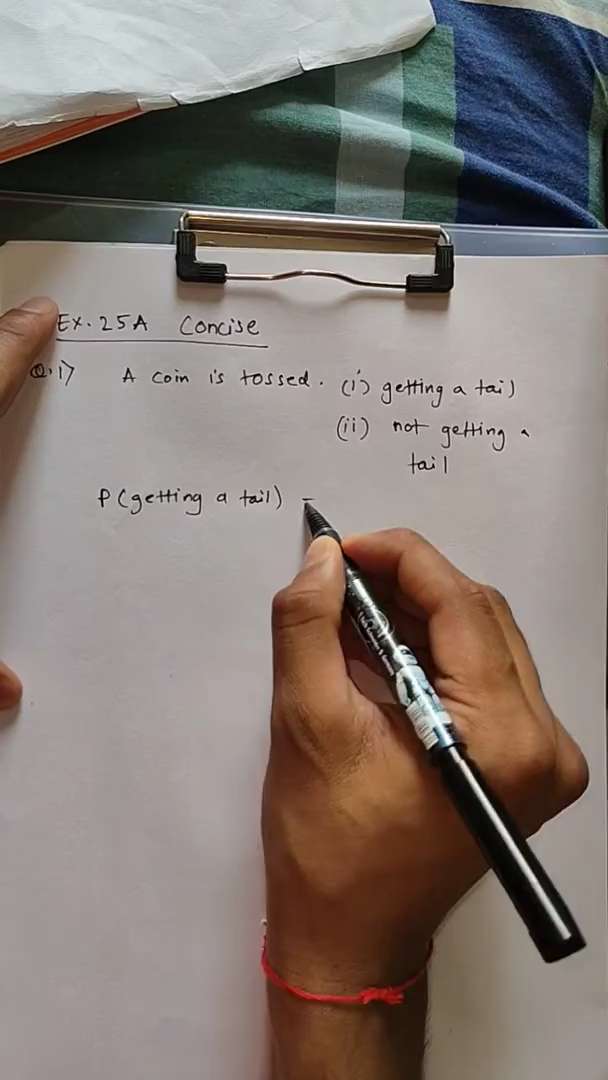 Ex. 25A Concise
Q.1) A coin is tossed. (i) getting a tail
(ii) not getting a
tail
P(getting a tail) -